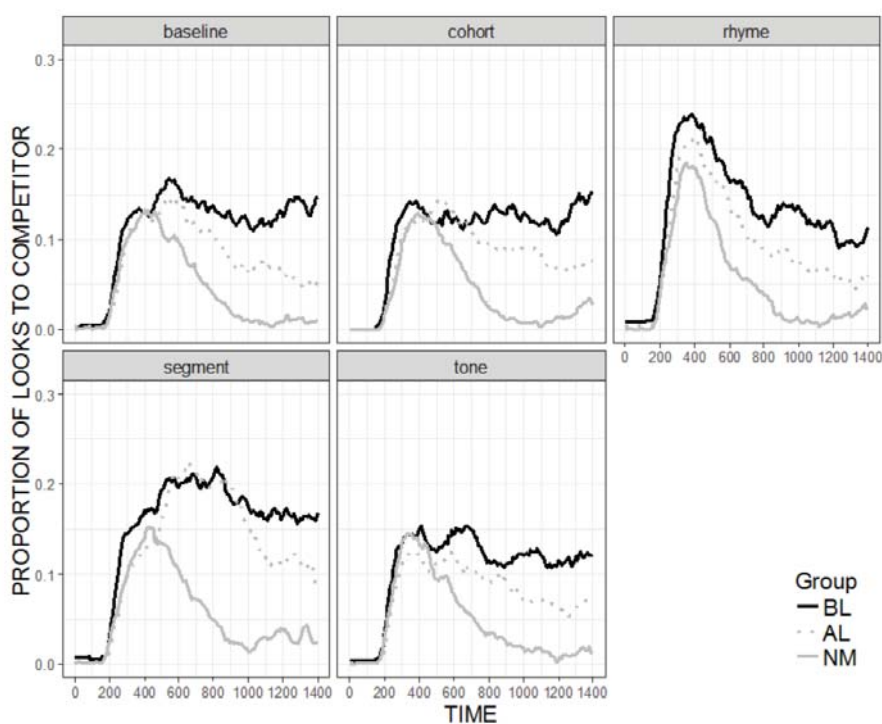 baseline
cohort
rhyme
0.3
0.2
0.1
0.0
0 200 400 600 800 1000 1200 1400
segment
tone
0.3
0.2
0.1
0.0
0 200 400 600 800 1000 1200 1400
0 200 400 600 800 1000 1200 1400
PROPORTION OF LOOKS TO COMPETITOR
TIME
Group
BL
AL
NM